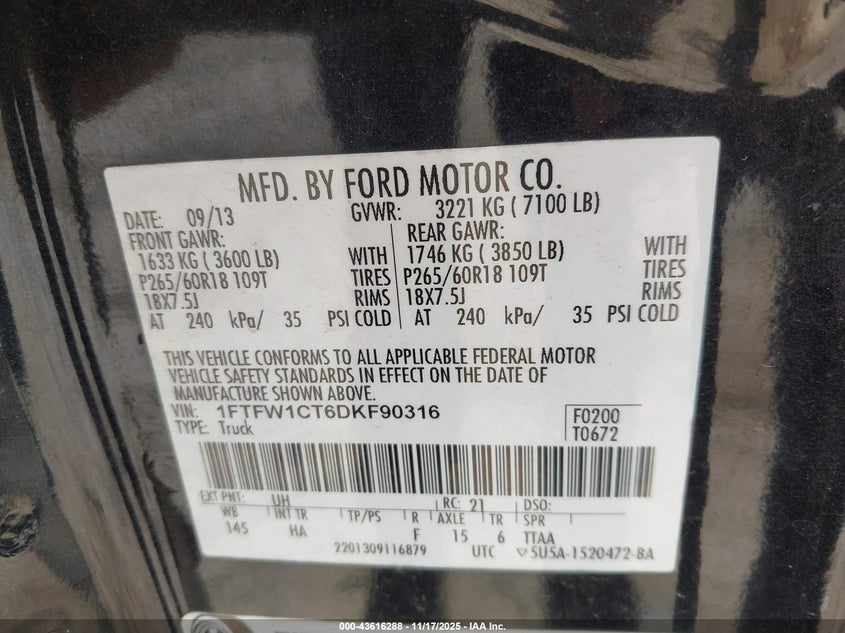 MFD. BY FORD MOTOR CO.
DATE: 09/13 GVWR: 3221 KG ( 7100 LB)
FRONT GAWR: REAR GAWR:
1633 KG ( 3600 LB) WITH 1746 KG ( 3850 LB) WITH
P265/60R18 109T TIRES P265/60R18 109T TIRES
18X7.5J RIMS 18X7.5J RIMS
AT 240 kPa/ 35 PSI COLD AT 240 kPa/ 35 PSI COLD
THIS VEHICLE CONFORMS TO ALL APPLICABLE FEDERAL MOTOR
VEHICLE SAFETY STANDARDS IN EFFECT ON THE DATE OF
MANUFACTURE SHOWN ABOVE.
VIN: 1FTFW1CT6DKF90316 F0200
TYPE: Truck T0672
EXT PNT: UH RC: 21 DSO:
WB INT TR TP/PS R AXLE TR SPR
145 HA F 15 6 TTAA
2201309116879 UTC ▽5U5A-1520472-BA
000-43616288 - 11/17/2025 - IAA Inc.